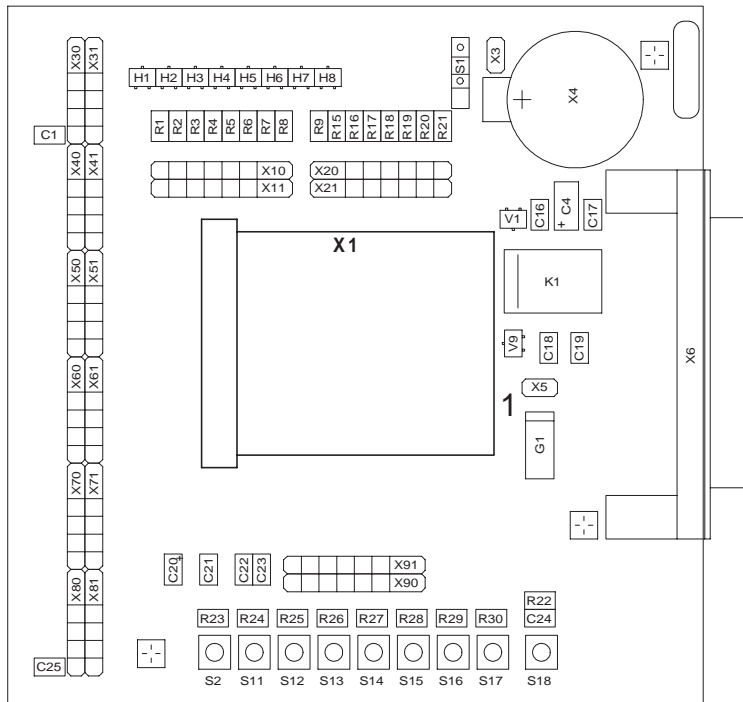 X30 X31 S1 X3
H1 H2 H3 H4 H5 H6 H7 H8
X4
C1 R1 R2 R3 R4 R5 R6 R7 R8 R9 R15 R16 R17 R18 R19 R20 R21
X40 X41 X10 X20
X11 X21
V1 C16 + C4 C17
X50 X51 X1
K1
X60 X61 V9 C18 C19 X6
X5
1
G1
X70 X71
X80 X81 C20 + C21 C22 C23 X91
X90
R22
R23 R24 R25 R26 R27 R28 R29 R30 C24
C25
S2 S11 S12 S13 S14 S15 S16 S17 S18